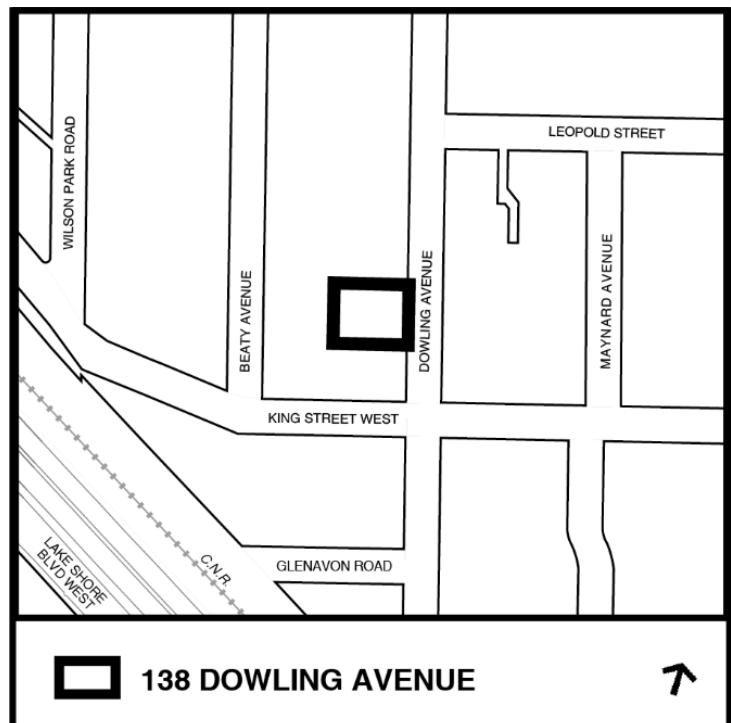 LEOPOLD STREET
WILSON PARK ROAD
BEATY AVENUE
DOWLING AVENUE
MAYNARD AVENUE
KING STREET WEST
C.N.R.
LAKE SHORE
BLVD WEST
GLENAVON ROAD
138 DOWLING AVENUE